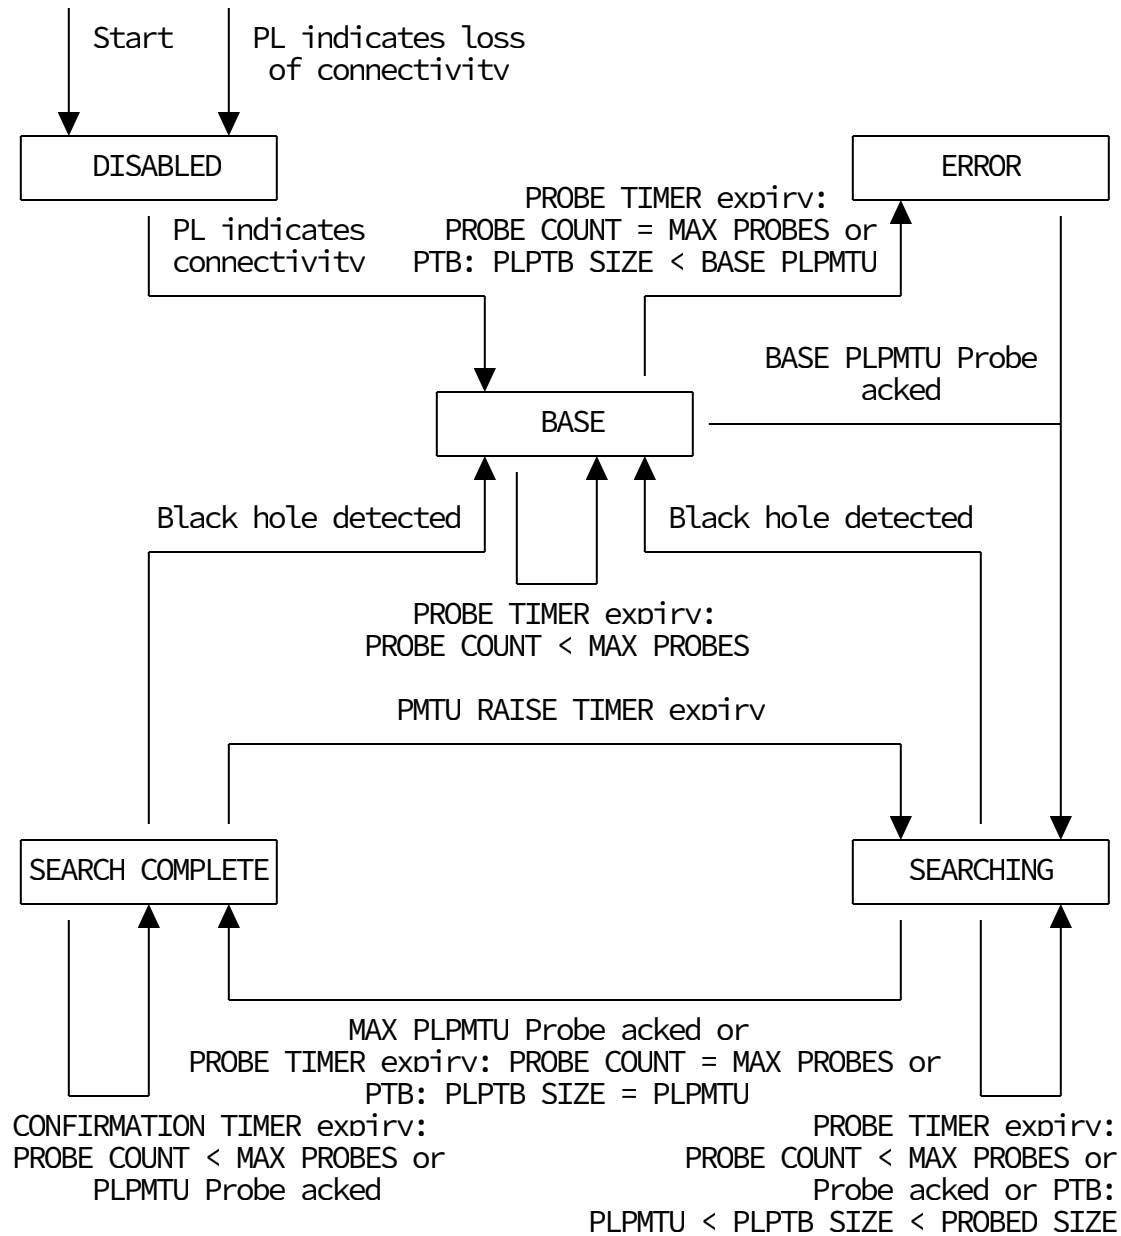 Start
PL indicates loss
of connectivity
DISABLED
ERROR
PROBE TIMER expiry:
PROBE COUNT = MAX PROBES or
PTB: PLPTB SIZE < BASE PLPMTU
PL indicates
connectivity
BASE PLPMTU Probe
acked
BASE
Black hole detected
Black hole detected
PROBE TIMER expiry:
PROBE COUNT < MAX PROBES
PMTU RAISE TIMER expiry
SEARCH COMPLETE
SEARCHING
MAX PLPMTU Probe acked or
PROBE TIMER expiry: PROBE COUNT = MAX PROBES or
PTB: PLPTB SIZE = PLPMTU
CONFIRMATION TIMER expiry:
PROBE COUNT < MAX PROBES or
PLPMTU Probe acked
PROBE TIMER expiry:
PROBE COUNT < MAX PROBES or
Probe acked or PTB:
PLPMTU < PLPTB SIZE < PROBED SIZE